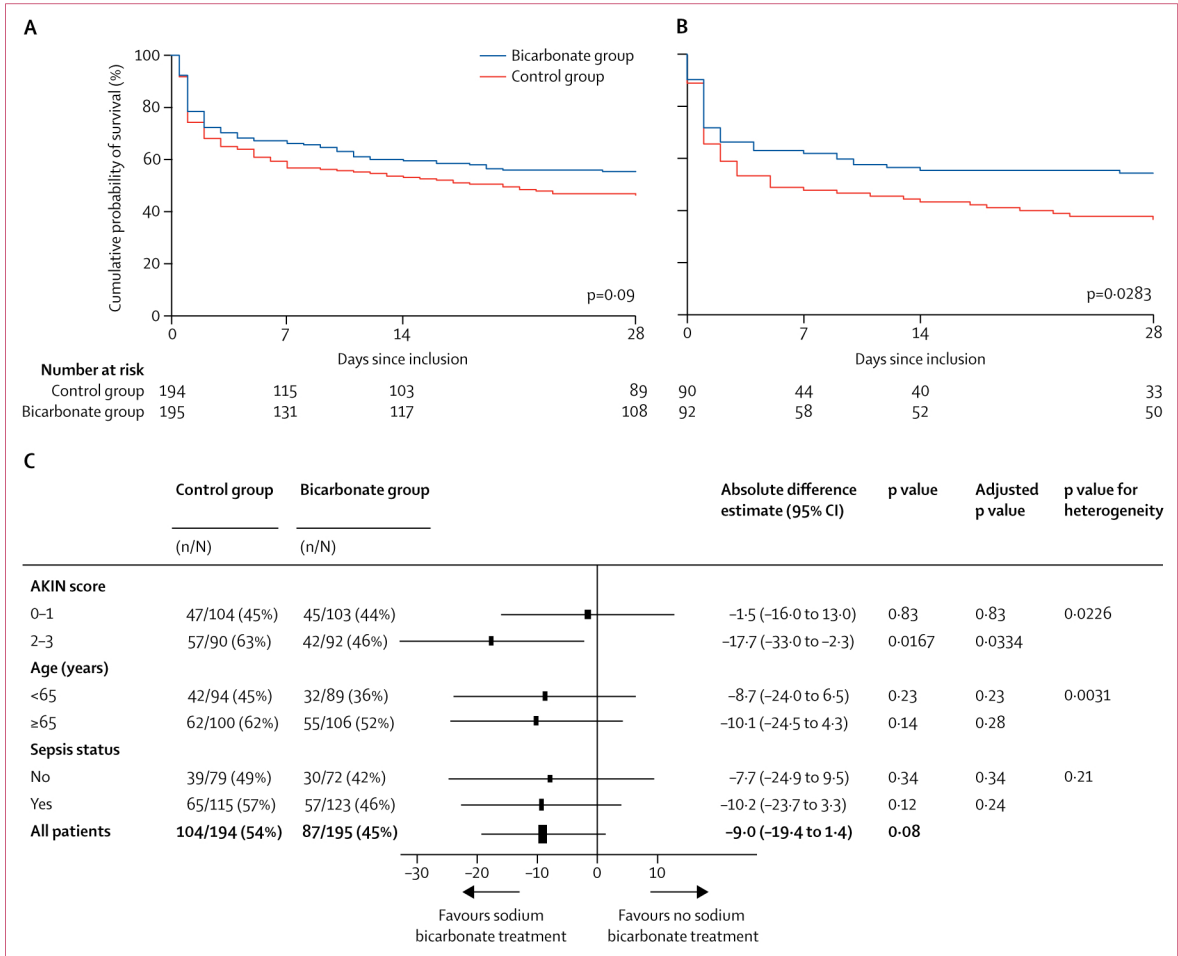 A
B
100
80
60
40
20
0
Cumulative probability of survival (%)
Bicarbonate group
Control group
p=0·09
p=0·0283
0 7 14 28
0 7 14 28
Days since inclusion
Days since inclusion
Number at risk
Control group 194 115 103 89 90 44 40 33
Bicarbonate group 195 131 117 108 92 58 52 50
C
Control group Bicarbonate group Absolute difference p value Adjusted p value for
estimate (95% CI) p value heterogeneity
(n/N) (n/N)
AKIN score
0–1 47/104 (45%) 45/103 (44%) –1·5 (–16·0 to 13·0) 0·83 0·83 0·0226
2–3 57/90 (63%) 42/92 (46%) –17·7 (–33·0 to –2·3) 0·0167 0·0334
Age (years)
<65 42/94 (45%) 32/89 (36%) –8·7 (–24·0 to 6·5) 0·23 0·23 0·0031
≥65 62/100 (62%) 55/106 (52%) –10·1 (–24·5 to 4·3) 0·14 0·28
Sepsis status
No 39/79 (49%) 30/72 (42%) –7·7 (–24·9 to 9·5) 0·34 0·34 0·21
Yes 65/115 (57%) 57/123 (46%) –10·2 (–23·7 to 3·3) 0·12 0·24
All patients 104/194 (54%) 87/195 (45%) –9·0 (–19·4 to 1·4) 0·08
–30 –20 –10 0 10
Favours sodium Favours no sodium
bicarbonate treatment bicarbonate treatment